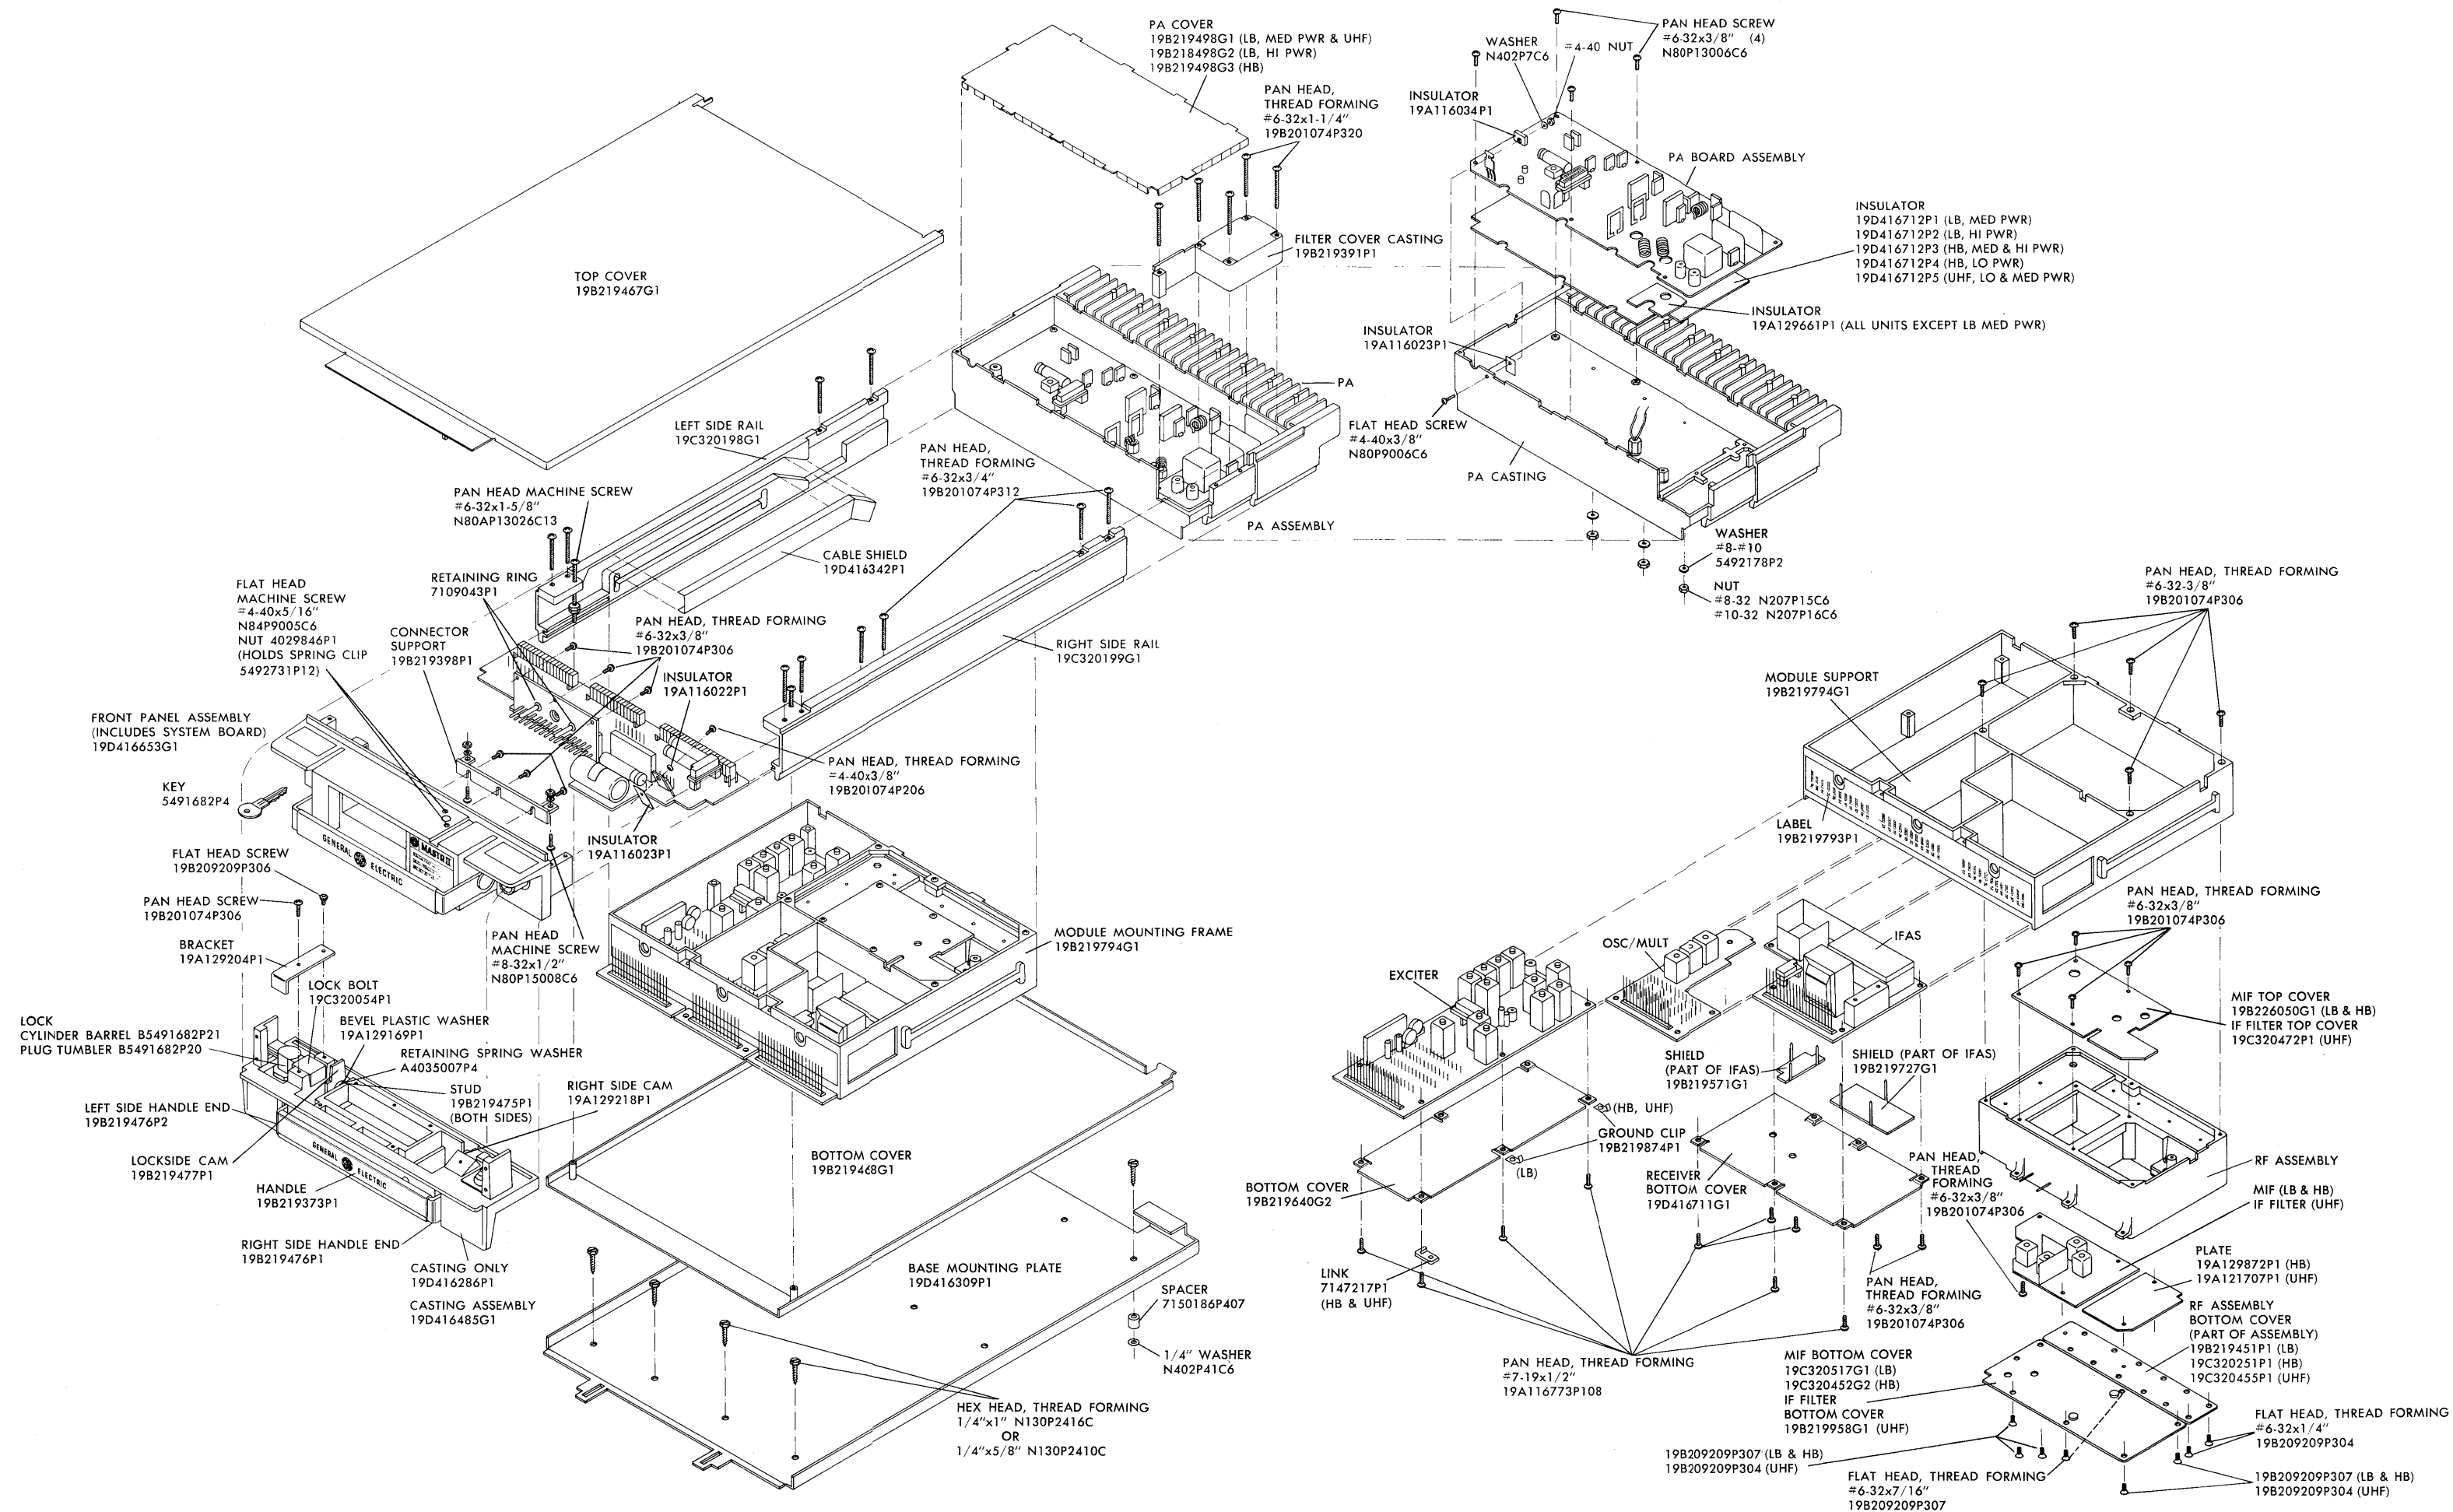 PA COVER
19B219498G1 (LB, MED PWR & UHF)
19B218498G2 (LB, HI PWR)
19B219498G3 (HB)
PAN HEAD,
THREAD FORMING
#6-32x1-1/4"
19B201074P320
WASHER
N402P7C6
#4-40 NUT
PAN HEAD SCREW
#6-32x3/8" (4)
N80P13006C6
INSULATOR
19A116034P1
PA BOARD ASSEMBLY
INSULATOR
19D416712P1 (LB, MED PWR)
19D416712P2 (LB, HI PWR)
19D416712P3 (HB, MED & HI PWR)
19D416712P4 (HB, LO PWR)
19D416712P5 (UHF, LO & MED PWR)
INSULATOR
19A129661P1 (ALL UNITS EXCEPT LB MED PWR)
FILTER COVER CASTING
19B219391P1
TOP COVER
19B219467G1
INSULATOR
19A116023P1
PA
FLAT HEAD SCREW
#4-40x3/8"
N80P9006C6
PA CASTING
LEFT SIDE RAIL
19C320198G1
PAN HEAD,
THREAD FORMING
#6-32x3/4"
19B201074P312
PAN HEAD MACHINE SCREW
#6-32x1-5/8"
N80AP13026C13
PA ASSEMBLY
CABLE SHIELD
19D416342P1
WASHER
#8-#10
5492178P2
NUT
#8-32 N207P15C6
#10-32 N207P16C6
PAN HEAD, THREAD FORMING
#6-32-3/8"
19B201074P306
FLAT HEAD
MACHINE SCREW
#4-40x5/16"
N84P9005C6
NUT 4029846P1
(HOLDS SPRING CLIP
5492731P12)
RETAINING RING
7109043P1
CONNECTOR
SUPPORT
19B219398P1
PAN HEAD, THREAD FORMING
#6-32x3/8"
19B201074P306
INSULATOR
19A116022P1
RIGHT SIDE RAIL
19C320199G1
MODULE SUPPORT
19B219794G1
FRONT PANEL ASSEMBLY
(INCLUDES SYSTEM BOARD)
19D416653G1
KEY
5491682P4
PAN HEAD, THREAD FORMING
#4-40x3/8"
19B201074P206
INSULATOR
19A116023P1
LABEL
19B219793P1
GENERAL ELECTRIC
MASTR II
FLAT HEAD SCREW
19B209209P306
PAN HEAD SCREW
19B201074P306
BRACKET
19A129204P1
PAN HEAD
MACHINE SCREW
#8-32x1/2"
N80P15008C6
MODULE MOUNTING FRAME
19B219794G1
PAN HEAD, THREAD FORMING
#6-32x3/8"
19B201074P306
EXCITER
OSC/MULT
IFAS
LOCK BOLT
19C320054P1
LOCK
CYLINDER BARREL B5491682P21
PLUG TUMBLER B5491682P20
BEVEL PLASTIC WASHER
19A129169P1
RETAINING SPRING WASHER
A4035007P4
STUD
19B219475P1
(BOTH SIDES)
RIGHT SIDE CAM
19A129218P1
LEFT SIDE HANDLE END
19B219476P2
LOCKSIDE CAM
19B219477P1
GENERAL ELECTRIC
HANDLE
19B219373P1
RIGHT SIDE HANDLE END
19B219476P1
CASTING ONLY
19D416286P1
CASTING ASSEMBLY
19D416485G1
BOTTOM COVER
19B219468G1
BASE MOUNTING PLATE
19D416309P1
SPACER
7150186P407
1/4" WASHER
N402P41C6
HEX HEAD, THREAD FORMING
1/4"x1" N130P2416C
OR
1/4"x5/8" N130P2410C
MIF TOP COVER
19B226050G1 (LB & HB)
IF FILTER TOP COVER
19C320472P1 (UHF)
SHIELD
(PART OF IFAS)
19B219571G1
SHIELD (PART OF IFAS)
19B219727G1
(HB, UHF)
GROUND CLIP
19B219874P1
(LB)
BOTTOM COVER
19B219640G2
RECEIVER
BOTTOM COVER
19D416711G1
PAN HEAD,
THREAD
FORMING
#6-32x3/8"
19B201074P306
RF ASSEMBLY
MIF (LB & HB)
IF FILTER (UHF)
LINK
7147217P1
(HB & UHF)
PAN HEAD,
THREAD FORMING
#6-32x3/8"
19B201074P306
PLATE
19A129872P1 (HB)
19A121707P1 (UHF)
RF ASSEMBLY
BOTTOM COVER
(PART OF ASSEMBLY)
19B219451P1 (LB)
19C320251P1 (HB)
19C320455P1 (UHF)
PAN HEAD, THREAD FORMING
#7-19x1/2"
19A116773P108
MIF BOTTOM COVER
19C320517G1 (LB)
19C320452G2 (HB)
IF FILTER
BOTTOM COVER
19B219958G1 (UHF)
FLAT HEAD, THREAD FORMING
#6-32x1/4"
19B209209P304
19B209209P307 (LB & HB)
19B209209P304 (UHF)
FLAT HEAD, THREAD FORMING
#6-32x7/16"
19B209209P307
19B209209P307 (LB & HB)
19B209209P304 (UHF)